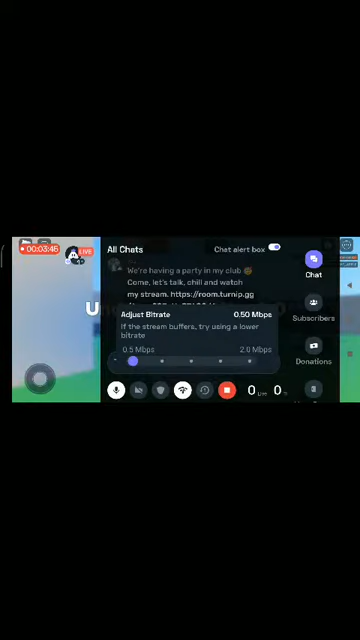 00:03:45
LIVE
All Chats
Chat alert box
We're having a party in my club 😇
Come, let's talk, chill and watch
my stream. https://room.turnip.gg
Chat
Subscribers
Adjust Bitrate 0.50 Mbps
If the stream buffers, try using a lower
bitrate
0.5 Mbps 2.0 Mbps
Donations
0 Live 0